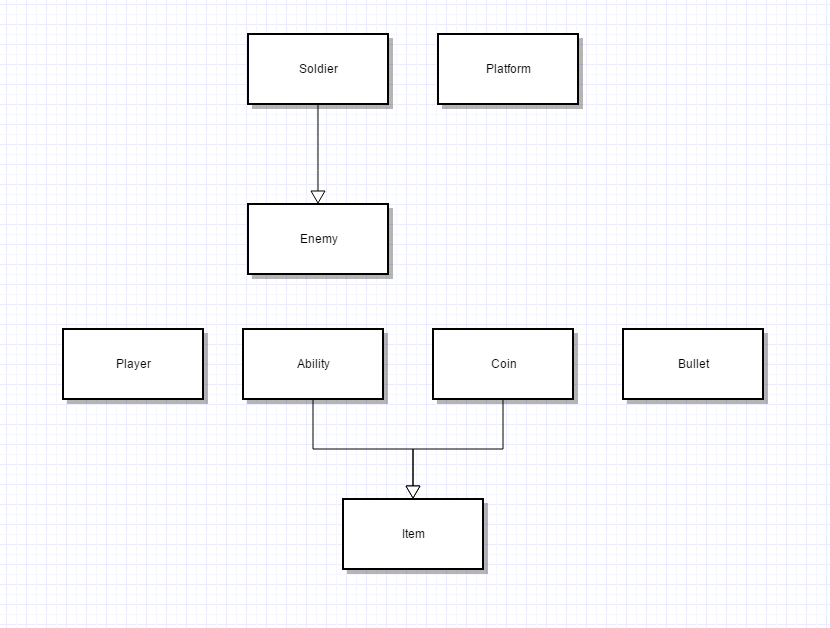 Soldier
Platform
Enemy
Player
Ability
Coin
Bullet
Item